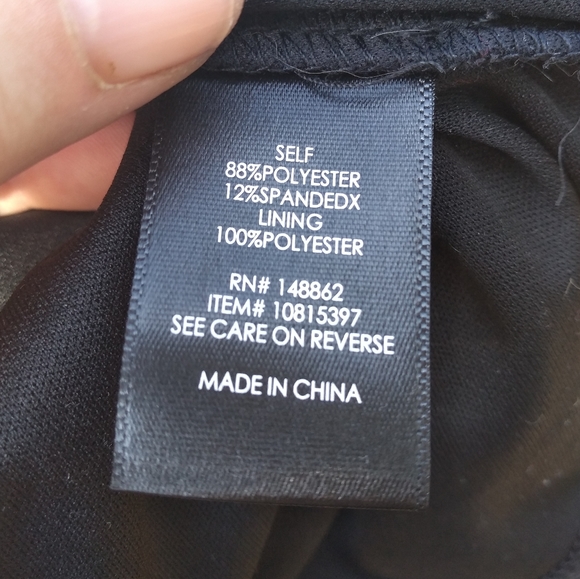 SELF
88%POLYESTER
12%SPANDEDX
LINING
100%POLYESTER
RN# 148862
ITEM# 10815397
SEE CARE ON REVERSE
MADE IN CHINA